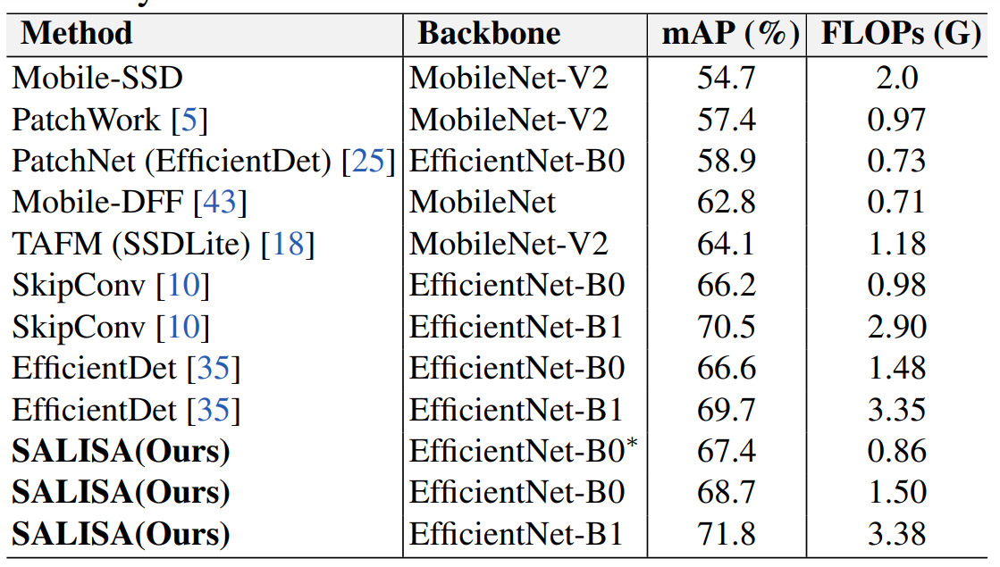 Method Backbone mAP (%) FLOPs (G)
Mobile-SSD MobileNet-V2 54.7 2.0
PatchWork [5] MobileNet-V2 57.4 0.97
PatchNet (EfficientDet) [25] EfficientNet-B0 58.9 0.73
Mobile-DFF [43] MobileNet 62.8 0.71
TAFM (SSDLite) [18] MobileNet-V2 64.1 1.18
SkipConv [10] EfficientNet-B0 66.2 0.98
SkipConv [10] EfficientNet-B1 70.5 2.90
EfficientDet [35] EfficientNet-B0 66.6 1.48
EfficientDet [35] EfficientNet-B1 69.7 3.35
SALISA(Ours) EfficientNet-B0* 67.4 0.86
SALISA(Ours) EfficientNet-B0 68.7 1.50
SALISA(Ours) EfficientNet-B1 71.8 3.38